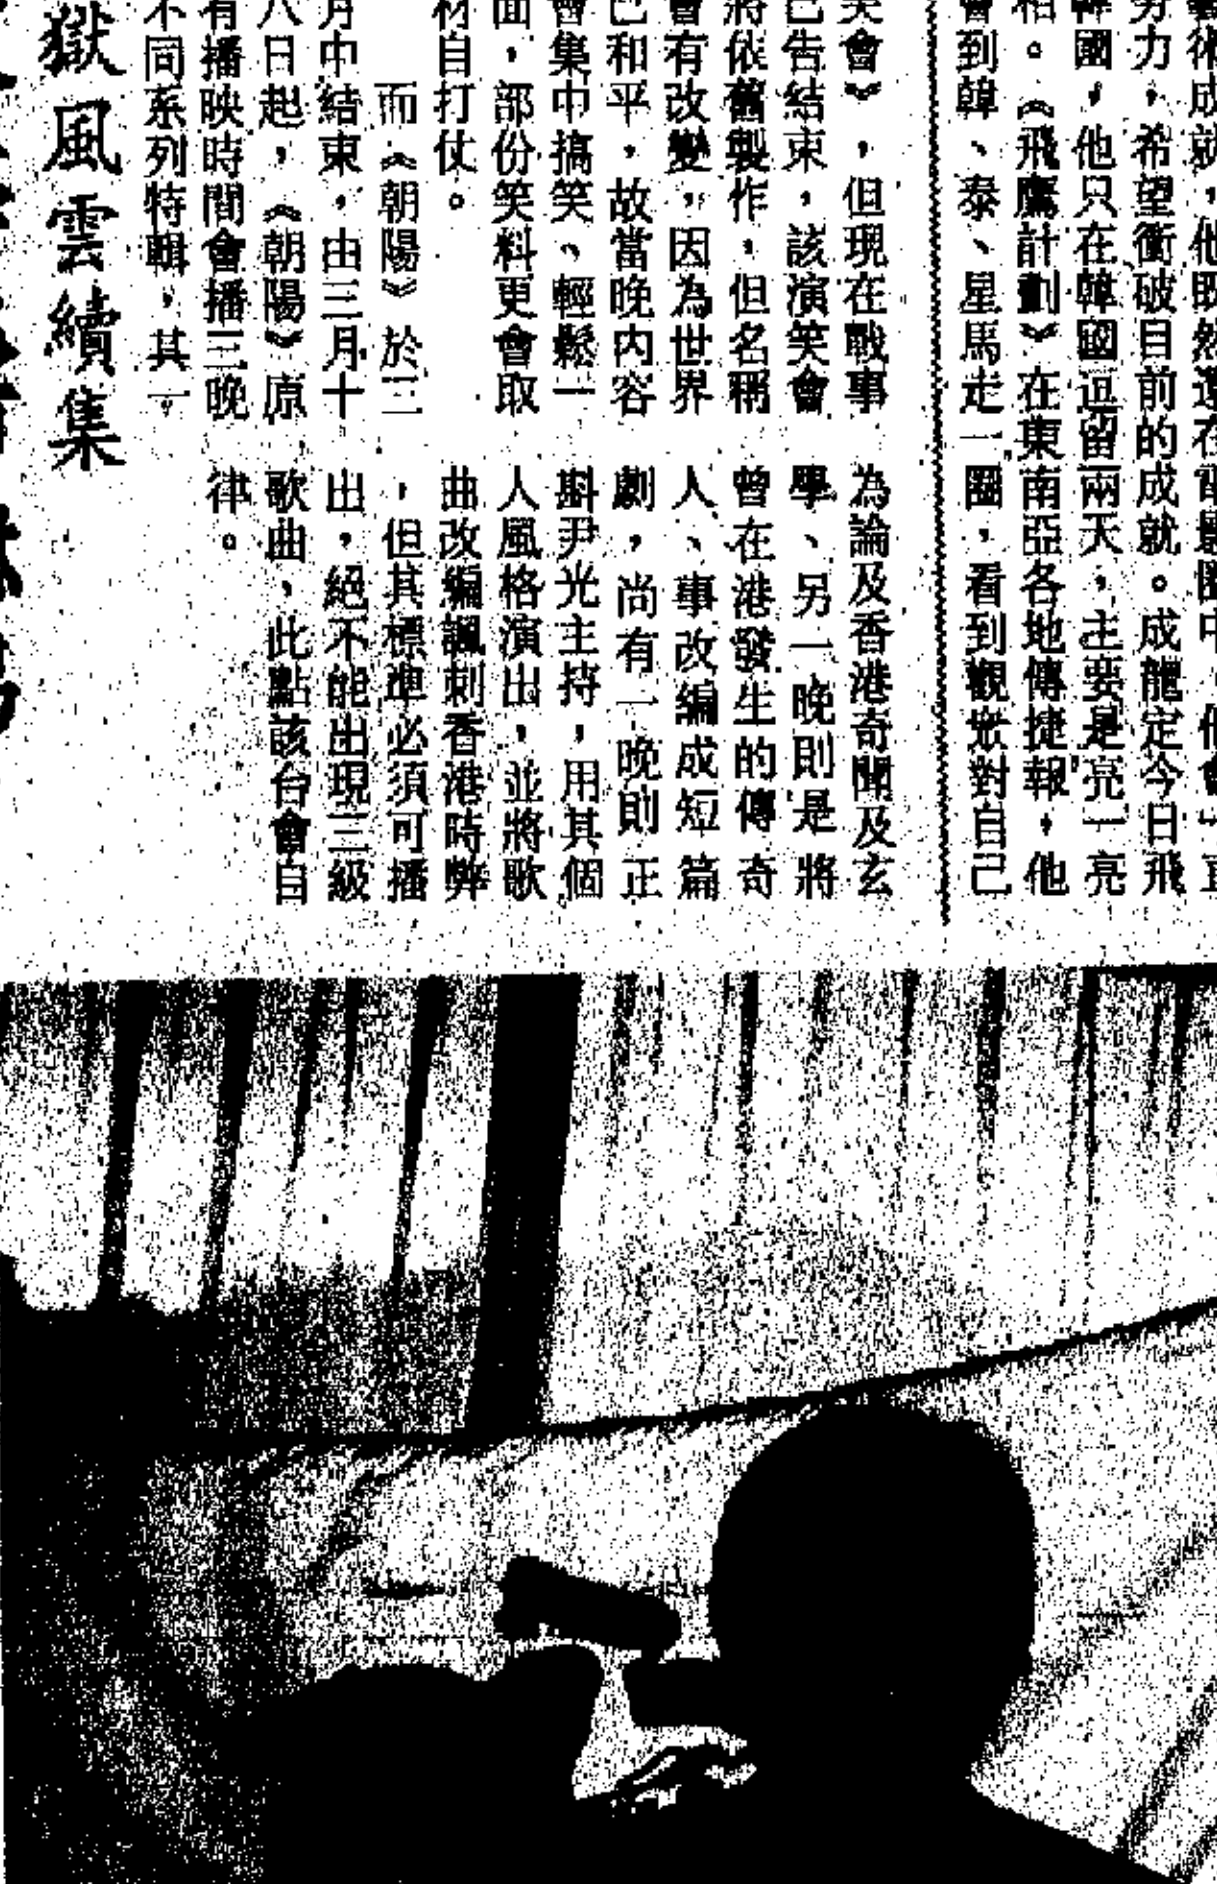 術成就，他既然還在電影圈中，他會一直
努力，希望衝破目前的成就。成龍定今日飛
韓國，他只在韓國逗留兩天，主要是亮一亮
相。《飛鷹計劃》在東南亞各地傳捷報，他
會到韓、泰、星馬走一圈，看到觀眾對自己
笑會》，但現在戰事
已告結束，該演笑會
將依舊製作，但名稱
會有改變，因為世界
已和平，故當晚內容
會集中搞笑、輕鬆一
面，部份笑料更會取
材自打仗。
而《朝陽》於三
月中結束，由三月十
八日起，《朝陽》原
有播映時間會播三晚
不同系列特輯，其一
為論及香港奇聞及玄
學、另一晚則是將
曾在港發生的傳奇
人、事改編成短篇
劇，尚有一晚則正
斟尹光主持，用其個
人風格演出，並將歌
曲改編諷刺香港時弊
，但其標準必須可播
出，絕不能出現三級
歌曲，此點該台會自
律。
獄風雲續集